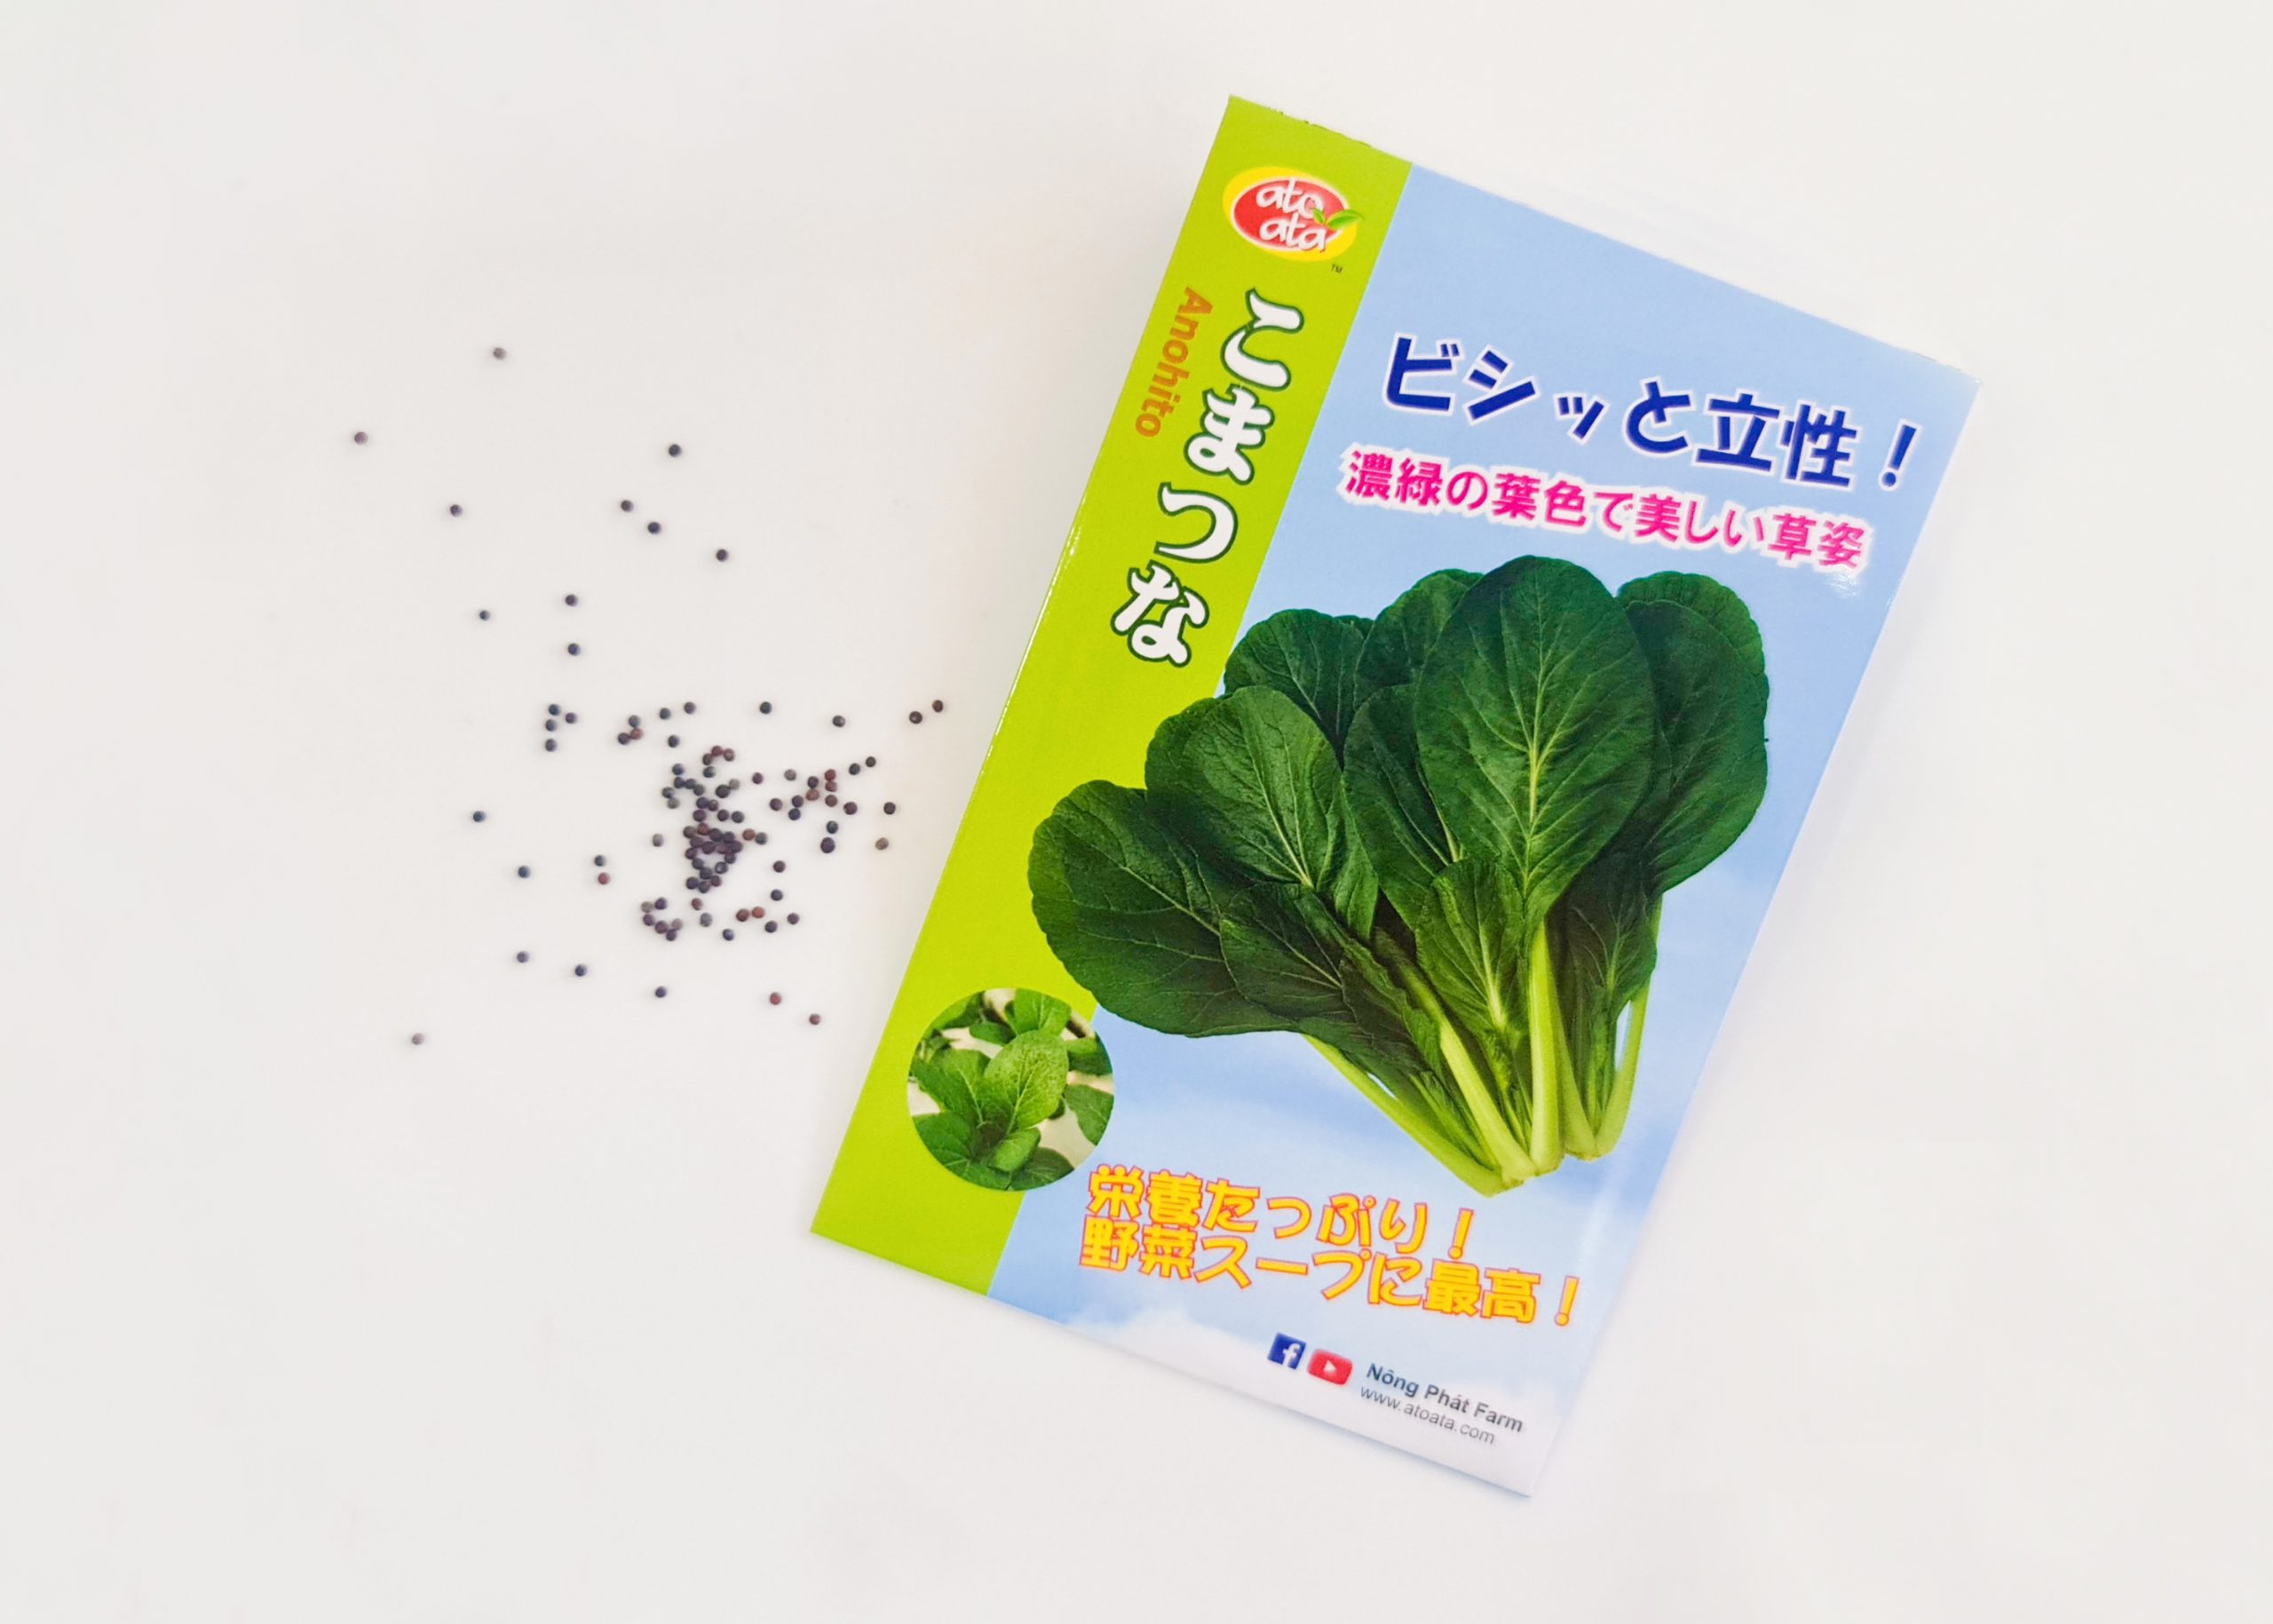 ato
ata
TM
こまつな
Anohito
ビシッと立性！
濃緑の葉色で美しい草姿
栄養たっぷり！
野菜スープに最高！
f
Nông Phát Farm
www.atoata.com